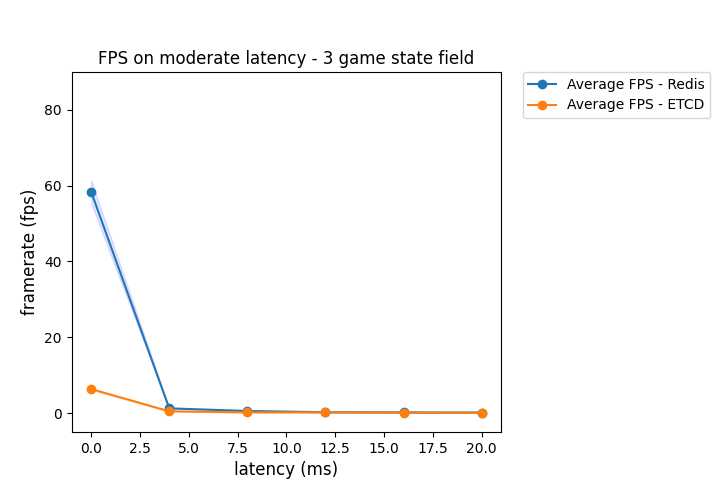 FPS on moderate latency - 3 game state field
Average FPS - Redis
Average FPS - ETCD
framerate (fps)
80
60
40
20
0
0.0 2.5 5.0 7.5 10.0 12.5 15.0 17.5 20.0
latency (ms)